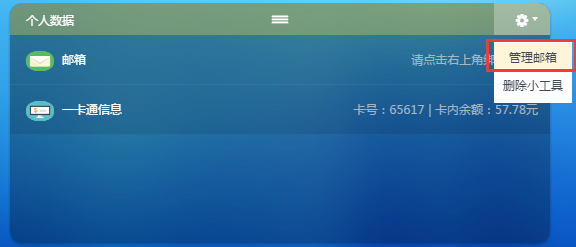 个人数据
邮箱 请点击右上角
管理邮箱
删除小工具
一卡通信息 卡号：65617 | 卡内余额：57.78元